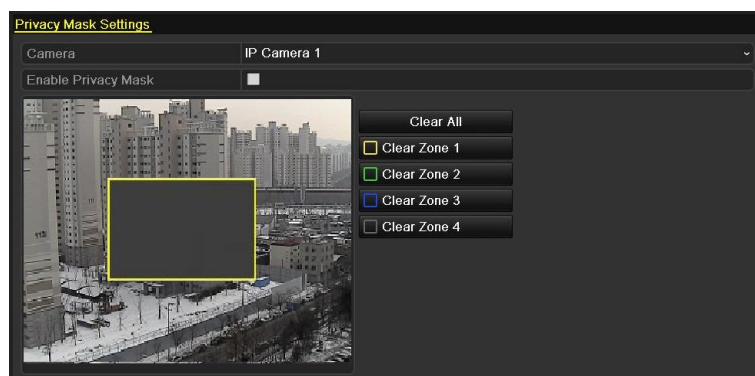 Privacy Mask Settings
Camera IP Camera 1
Enable Privacy Mask
Clear All
Clear Zone 1
Clear Zone 2
Clear Zone 3
Clear Zone 4